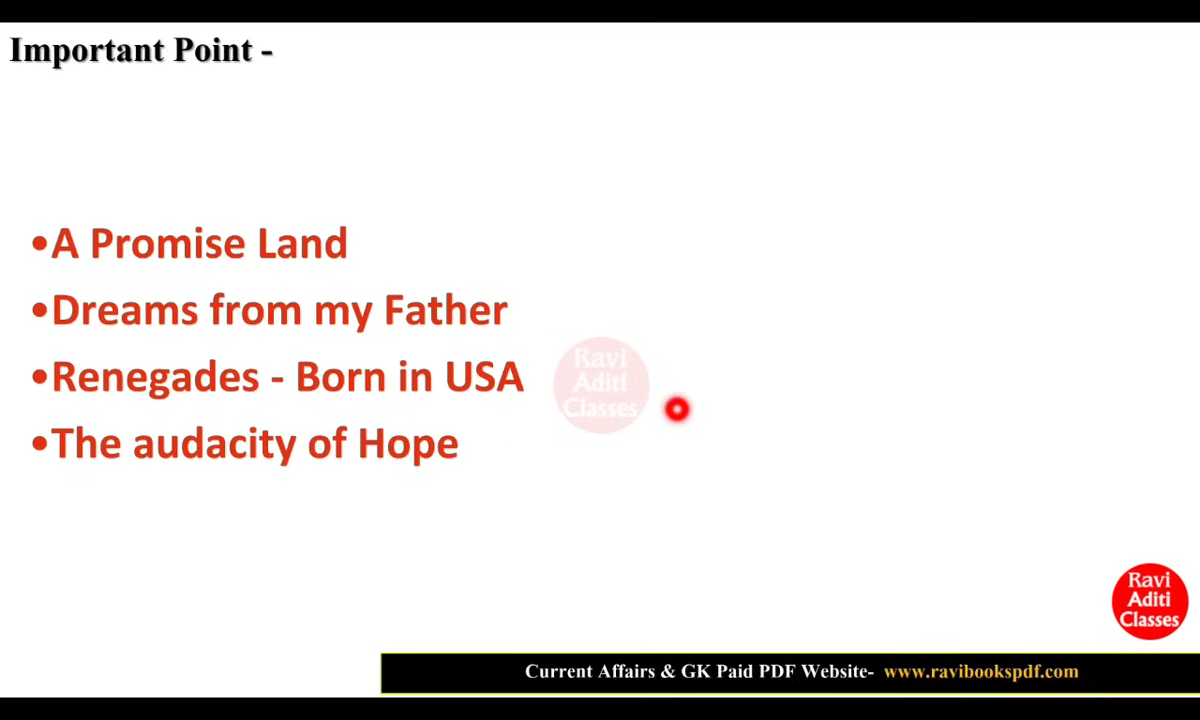 Important Point -
•A Promise Land
•Dreams from my Father
•Renegades - Born in USA
•The audacity of Hope
Ravi
Aditi
Classes
Ravi
Aditi
Classes
Current Affairs & GK Paid PDF Website- www.ravibookspdf.com